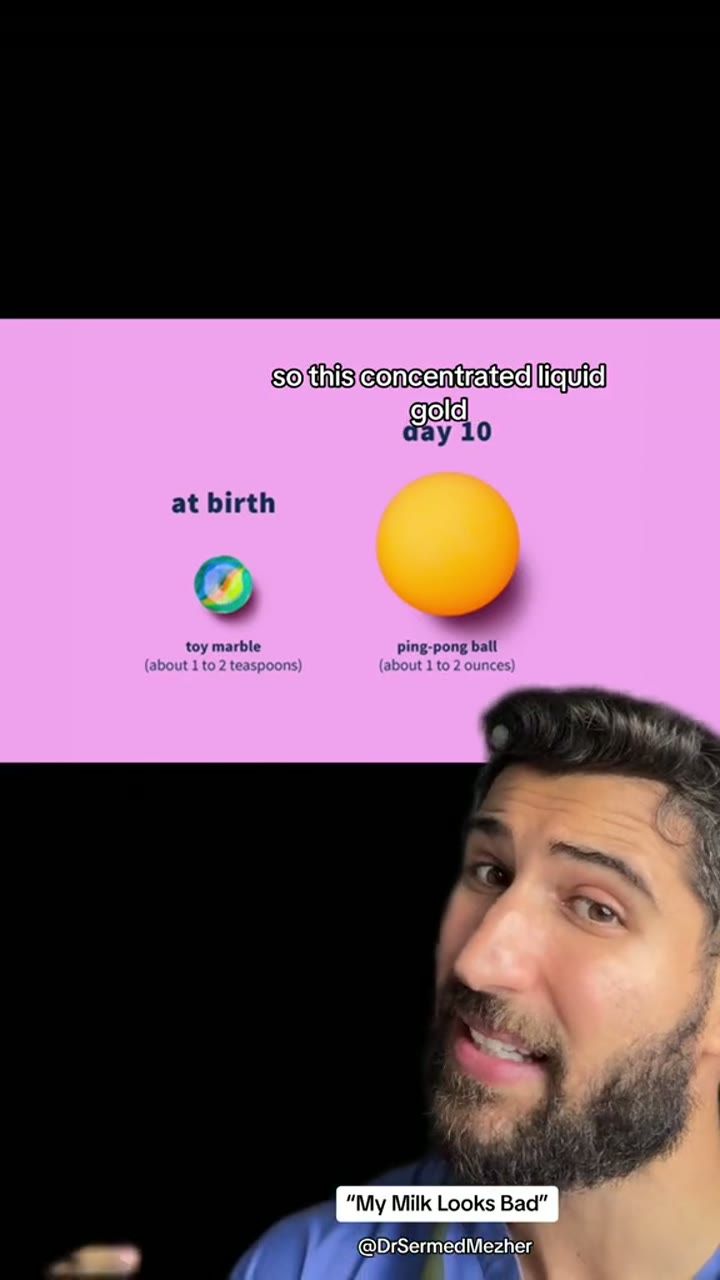 so this concentrated liquid
gold
day 10
at birth
toy marble
(about 1 to 2 teaspoons)
ping-pong ball
(about 1 to 2 ounces)
"My Milk Looks Bad"
@DrSermedMezher